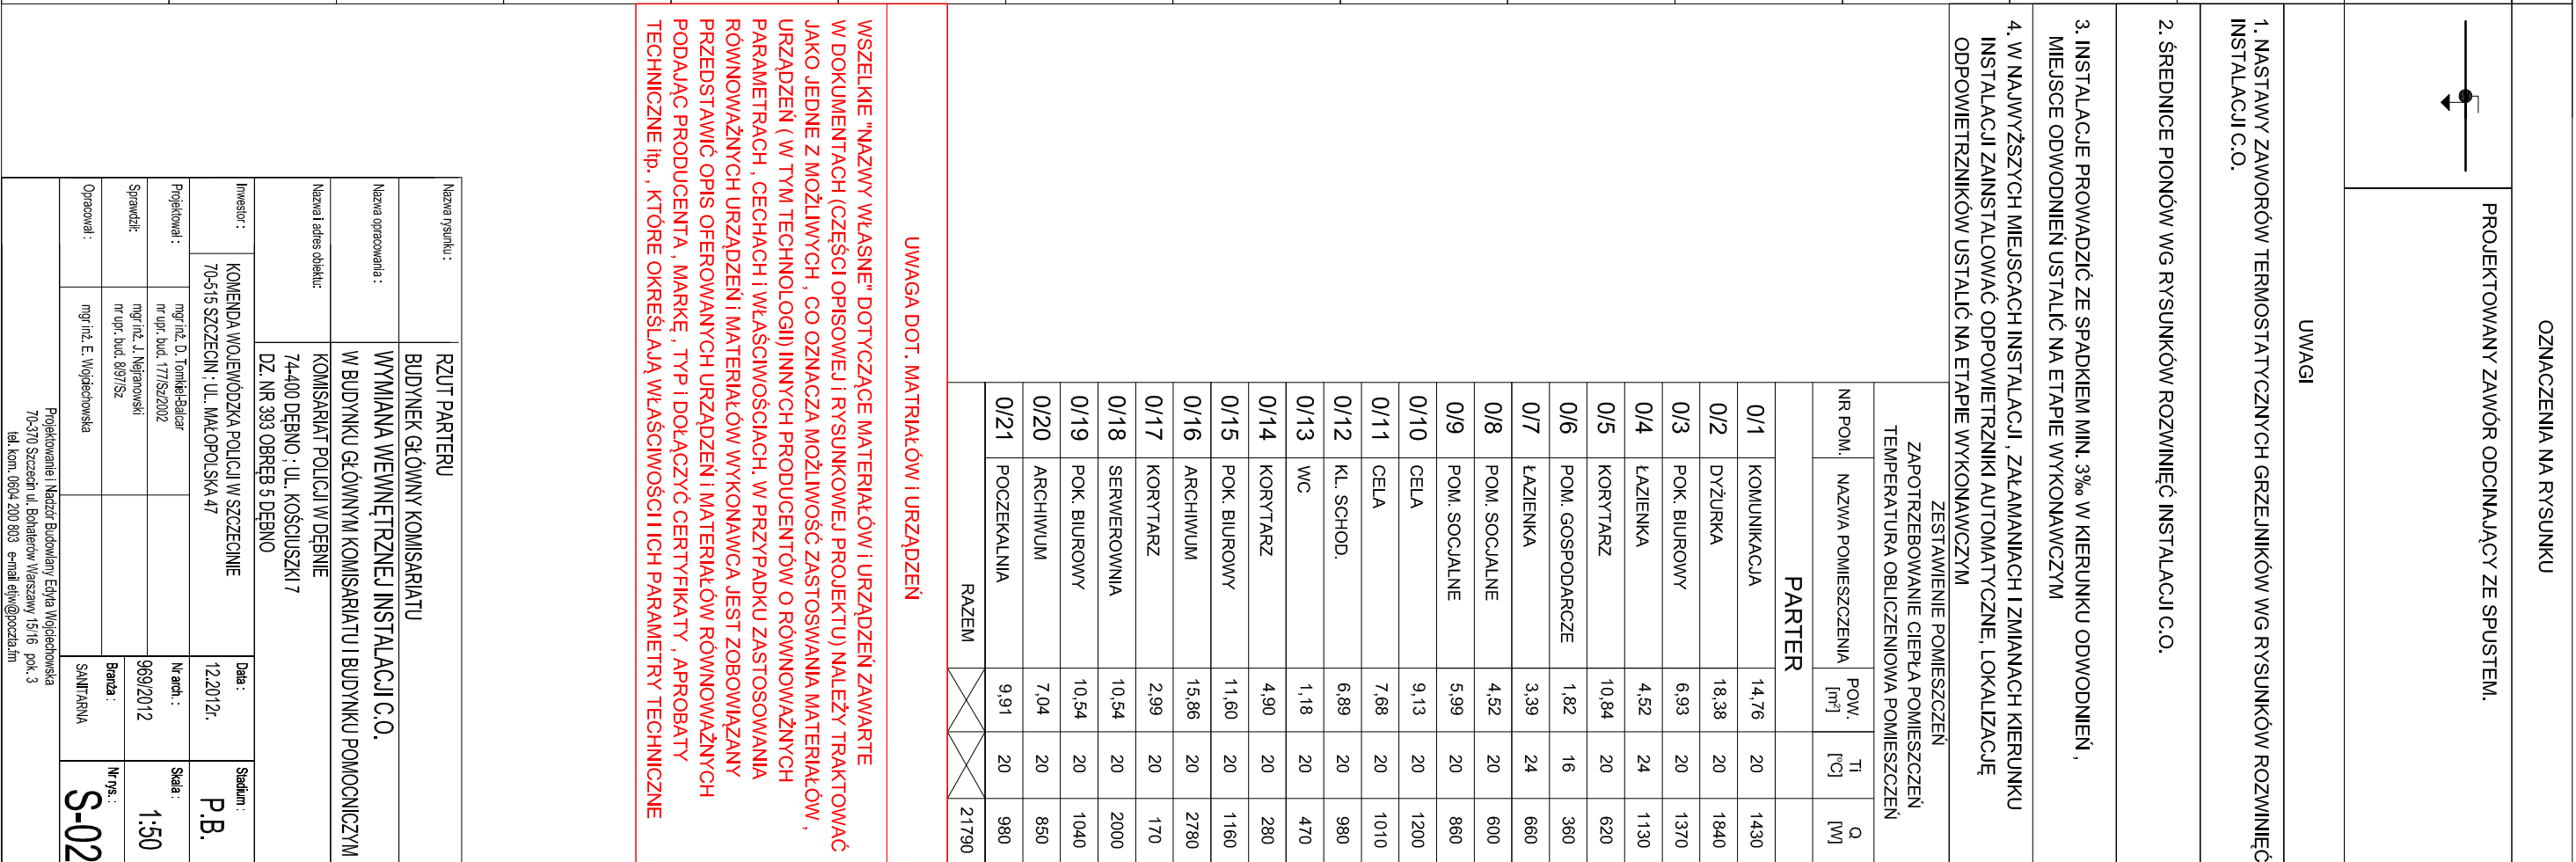 OZNACZENIA NA RYSUNKU
PROJEKTOWANY ZAWÓR ODCINAJĄCY ZE SPUSTEM.
UWAGI
1. NASTAWY ZAWORÓW TERMOSTATYCZNYCH GRZEJNIKÓW WG RYSUNKÓW ROZWINIĘĆ
INSTALACJI C.O.
2. ŚREDNICE PIONÓW WG RYSUNKÓW ROZWINIĘĆ INSTALACJI C.O.
3. INSTALACJE PROWADZIĆ ZE SPADKIEM MIN. 3‰ W KIERUNKU ODWODNIEŃ ,
MIEJSCE ODWODNIEŃ USTALIĆ NA ETAPIE WYKONAWCZYM
4. W NAJWYŻSZYCH MIEJSCACH INSTALACJI , ZAŁAMANIACH I ZMIANACH KIERUNKU
INSTALACJI ZAINSTALOWAĆ ODPOWIETRZNIKI AUTOMATYCZNE, LOKALIZACJĘ
ODPOWIETRZNIKÓW USTALIĆ NA ETAPIE WYKONAWCZYM
ZESTAWIENIE POMIESZCZEŃ
ZAPOTRZEBOWANIE CIEPŁA POMIESZCZEŃ
TEMPERATURA OBLICZENIOWA POMIESZCZEŃ
NR POM. NAZWA POMIESZCZENIA POW. [m²] Ti [°C] Q [W]
PARTER
0/1 KOMUNIKACJA 14,76 20 1430
0/2 DYŻURKA 18,38 20 1840
0/3 POK. BIUROWY 6,93 20 1370
0/4 ŁAZIENKA 4,52 24 1130
0/5 KORYTARZ 10,84 20 620
0/6 POM. GOSPODARCZE 1,82 16 360
0/7 ŁAZIENKA 3,39 24 660
0/8 POM. SOCJALNE 4,52 20 600
0/9 POM. SOCJALNE 5,99 20 860
0/10 CELA 9,13 20 1200
0/11 CELA 7,68 20 1010
0/12 KL. SCHOD. 6,89 20 980
0/13 WC 1,18 20 470
0/14 KORYTARZ 4,90 20 280
0/15 POK. BIUROWY 11,60 20 1160
0/16 ARCHIWUM 15,86 20 2780
0/17 KORYTARZ 2,99 20 170
0/18 SERWEROWNIA 10,54 20 2000
0/19 POK. BIUROWY 10,54 20 1040
0/20 ARCHIWUM 7,04 20 850
0/21 POCZEKALNIA 9,91 20 980
RAZEM 21790
UWAGA DOT. MATRIAŁÓW i URZĄDZEŃ
WSZELKIE "NAZWY WŁASNE" DOTYCZĄCE MATERIAŁÓW i URZĄDZEŃ ZAWARTE
W DOKUMENTACH (CZĘŚCI OPISOWEJ i RYSUNKOWEJ PROJEKTU) NALEŻY TRAKTOWAĆ
JAKO JEDNE Z MOŻLIWYCH , CO OZNACZA MOŻLIWOŚĆ ZASTOSWANIA MATERIAŁÓW ,
URZĄDZEŃ ( W TYM TECHNOLOGII) INNYCH PRODUCENTÓW O RÓWNOWAŻNYCH
PARAMETRACH , CECHACH i WŁAŚCIWOŚCIACH. W PRZYPADKU ZASTOSOWANIA
RÓWNOWAŻNYCH URZĄDZEŃ i MATERIAŁÓW WYKONAWCA JEST ZOBOWIĄZANY
PRZEDSTAWIĆ OPIS OFEROWANYCH URZĄDZEŃ i MATERIAŁÓW RÓWNOWAŻNYCH
PODAJĄC PRODUCENTA , MARKĘ , TYP i DOŁĄCZYĆ CERTYFIKATY , APROBATY
TECHNICZNE itp. , KTÓRE OKREŚLAJĄ WŁAŚCIWOŚCI I ICH PARAMETRY TECHNICZNE
Nazwa rysunku : RZUT PARTERU
BUDYNEK GŁÓWNY KOMISARIATU
Nazwa opracowania : WYMIANA WEWNĘTRZNEJ INSTALACJI C.O.
W BUDYNKU GŁÓWNYM KOMISARIATU I BUDYNKU POMOCNICZYM
Nazwa i adres obiektu: KOMISARIAT POLICJI W DĘBNIE
74-400 DĘBNO ; UL. KOŚCIUSZKI 7
DZ. NR 393 OBRĘB 5 DĘBNO
Inwestor : KOMENDA WOJEWÓDZKA POLICJI W SZCZECINIE
70-515 SZCZECIN ; UL. MAŁOPOLSKA 47
Data : 12.2012r.
Stadium : P.B.
Projektował : mgr inż. D. Tomkiel-Balcar
nr upr. bud. 177/Sz/2002
Nr arch. : 969/2012
Skala : 1:50
Sprawdził: mgr inż. J. Nejranowski
nr upr. bud. 8/97/Sz
Branża : SANITARNA
Nr rys. : S-02
Opracował : mgr inż. E. Wojciechowska
Projektowanie i Nadzór Budowlany Edyta Wojciechowska
70-370 Szczecin ul. Bohaterów Warszawy 15/16 pok. 3
tel. kom. 0604 200 803 e-mail etjw@poczta.fm